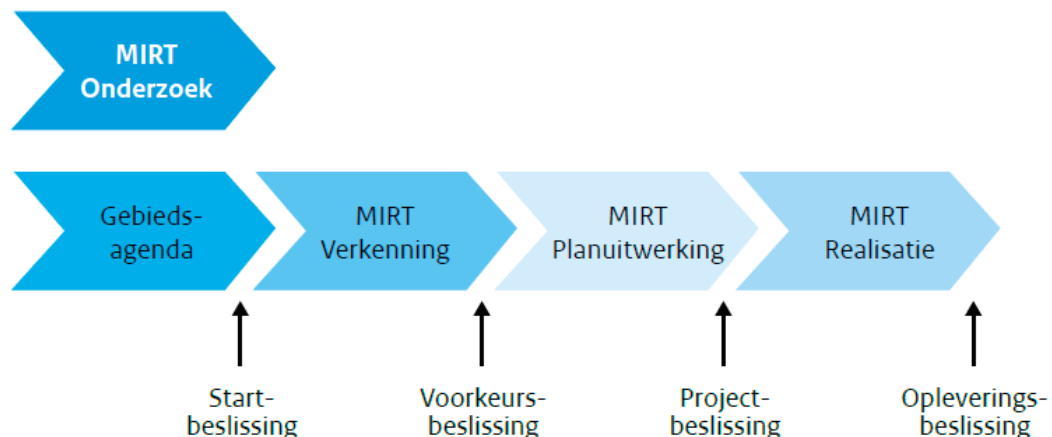 MIRT
Onderzoek
Gebieds-
agenda
MIRT
Verkenning
MIRT
Planuitwerking
MIRT
Realisatie
Start-
beslissing
Voorkeurs-
beslissing
Project-
beslissing
Opleverings-
beslissing